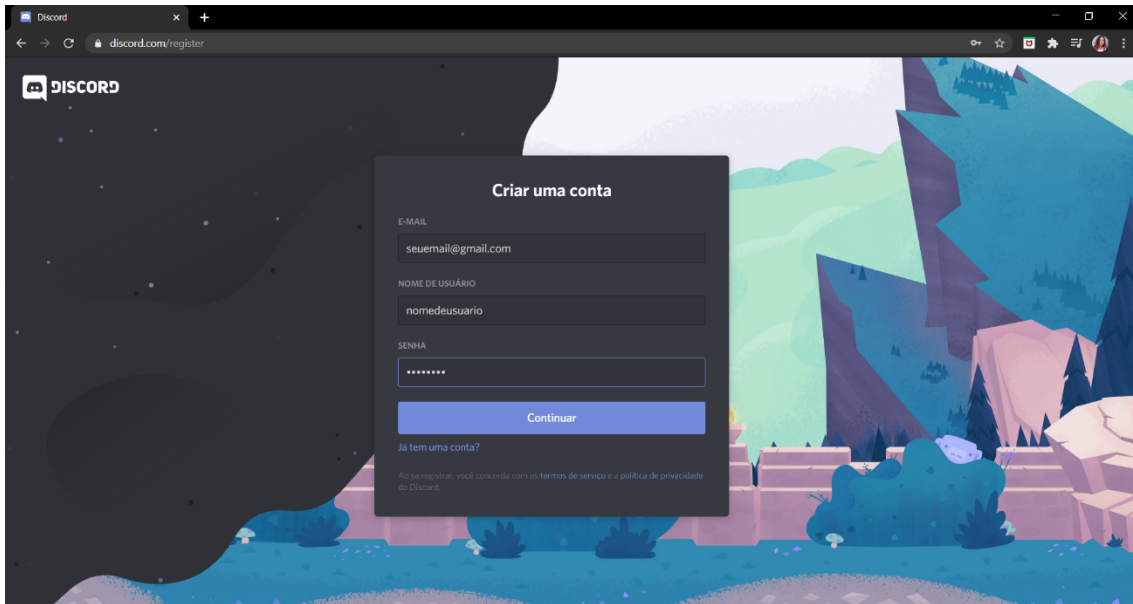 Discord
discord.com/register
DISCORD
Criar uma conta
E-MAIL
seuemail@gmail.com
NOME DE USUÁRIO
nomedeusuario
SENHA
••••••••
Continuar
Já tem uma conta?
Ao se registrar, você concorda com os termos de serviço e a política de privacidade
do Discord.